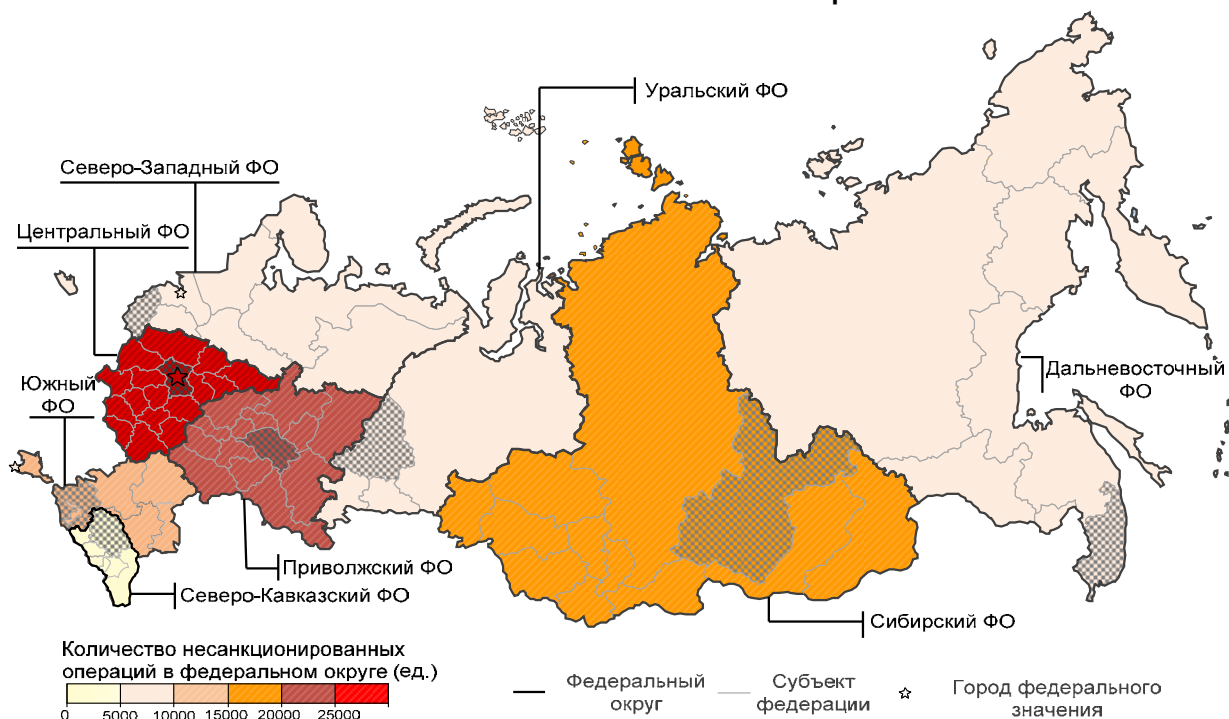 Уральский ФО
Северо-Западный ФО
Центральный ФО
Южный
ФО
Дальневосточный
ФО
Приволжский ФО
Северо-Кавказский ФО
Сибирский ФО
Количество несанкционированных
операций в федеральном округе (ед.)
0 5000 10000 15000 20000 25000
Федеральный
округ
Субъект
федерации
Город федерального
значения